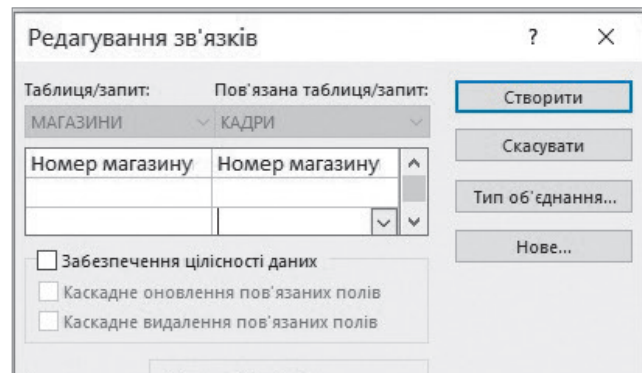 Редагування зв'язків ? ×
Таблиця/запит: Пов'язана таблиця/запит:
МАГАЗИНИ КАДРИ
Номер магазину Номер магазину
Забезпечення цілісності даних
Каскадне оновлення пов'язаних полів
Каскадне видалення пов'язаних полів
Створити
Скасувати
Тип об'єднання...
Нове...